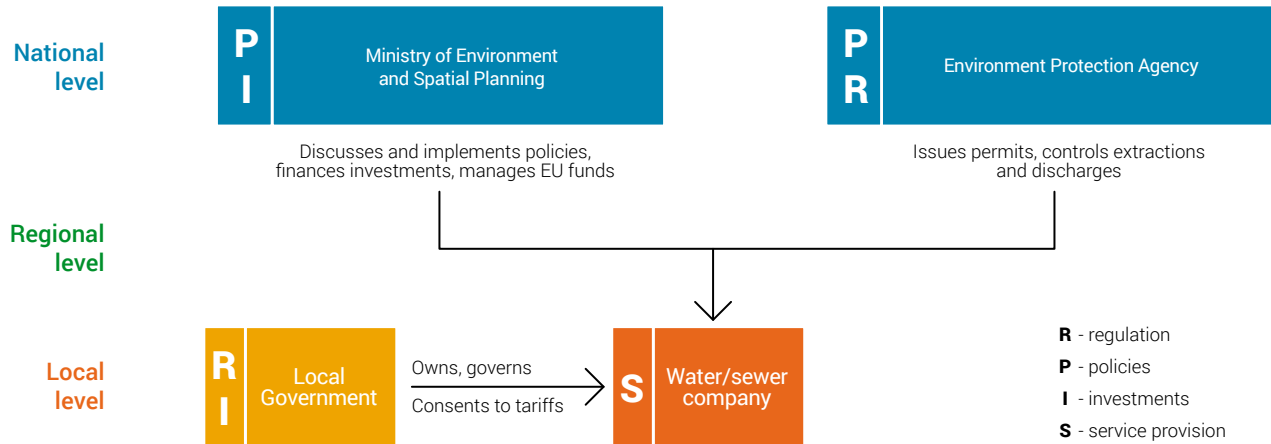 National
level
P
I
Ministry of Environment
and Spatial Planning
P
R
Environment Protection Agency
Discusses and implements policies,
finances investments, manages EU funds
Issues permits, controls extractions
and discharges
Regional
level
Local
level
R
I
Local
Government
Owns, governs
Consents to tariffs
S
Water/sewer
company
R - regulation
P - policies
I - investments
S - service provision